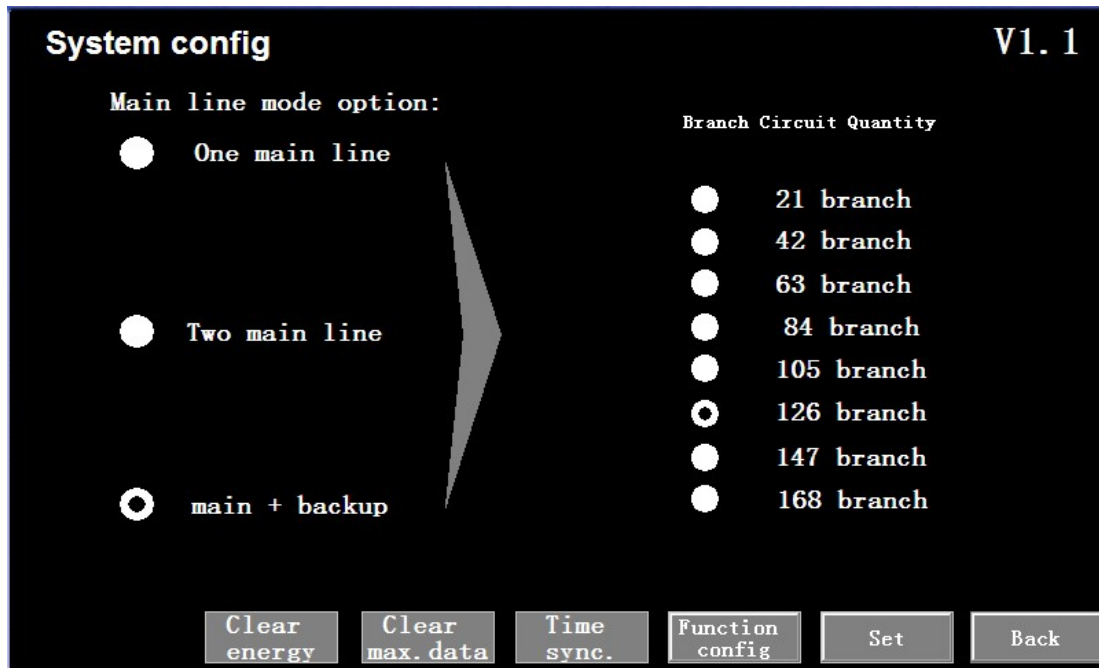 System config
V1.1
Main line mode option:
One main line
Two main line
main + backup
Branch Circuit Quantity
21 branch
42 branch
63 branch
84 branch
105 branch
126 branch
147 branch
168 branch
Clear
energy
Clear
max.data
Time
sync.
Function
config
Set
Back